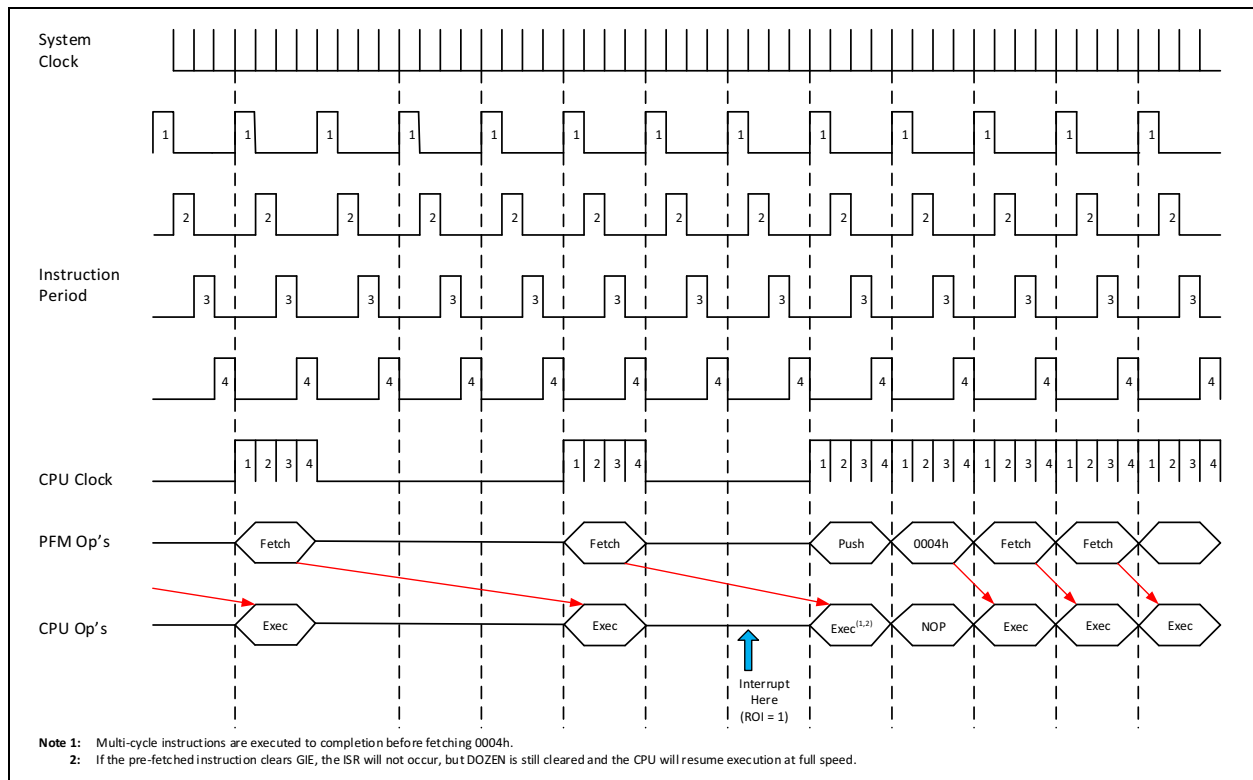 System
Clock
1 1 1 1 1 1 1 1 1 1 1 1 1
2 2 2 2 2 2 2 2 2 2 2 2 2
Instruction
Period
3 3 3 3 3 3 3 3 3 3 3 3 3
4 4 4 4 4 4 4 4 4 4 4 4 4
CPU Clock
1 2 3 4 1 2 3 4 1 2 3 4 1 2 3 4 1 2 3 4 1 2 3 4 1 2 3 4
PFM Op's Fetch Fetch Push 0004h Fetch Fetch
CPU Op's Exec Exec Exec(1,2) NOP Exec Exec Exec
Interrupt
Here
(ROI = 1)
Note 1: Multi-cycle instructions are executed to completion before fetching 0004h.
2: If the pre-fetched instruction clears GIE, the ISR will not occur, but DOZEN is still cleared and the CPU will resume execution at full speed.